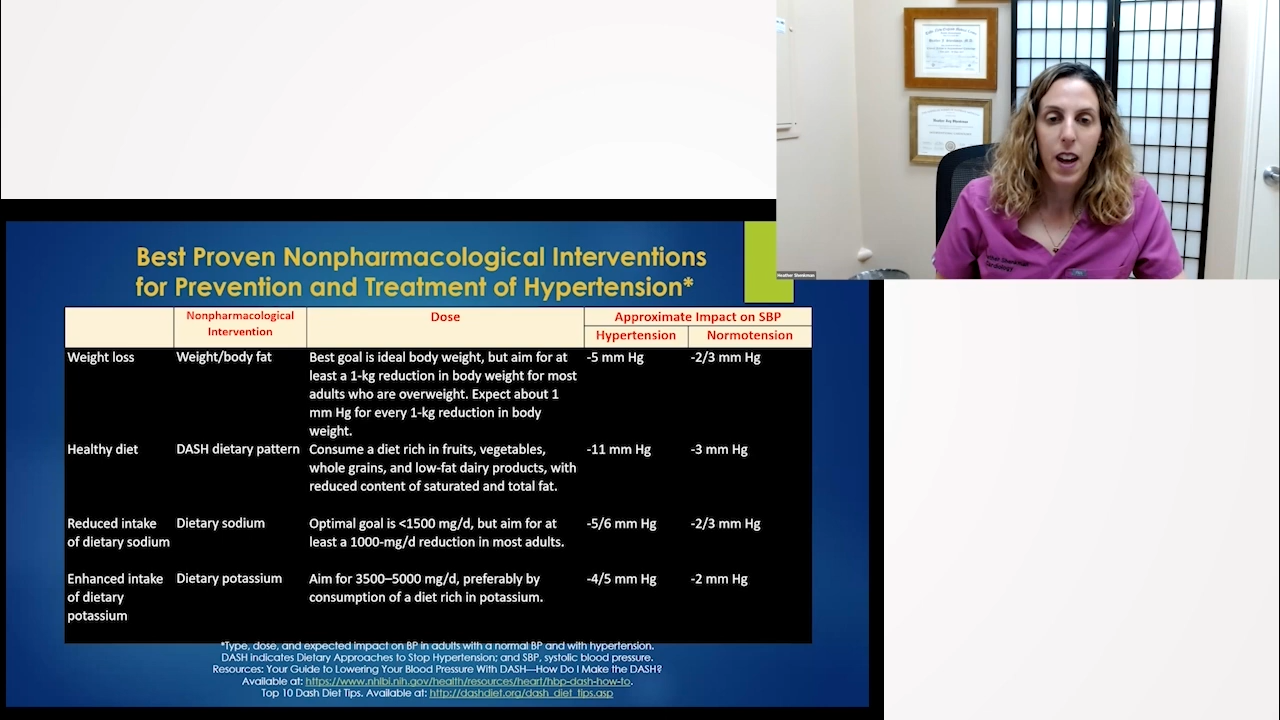 Best Proven Nonpharmacological Interventions
for Prevention and Treatment of Hypertension*
Nonpharmacological
Intervention
Dose
Approximate Impact on SBP
Hypertension
Normotension
Weight loss
Weight/body fat
Best goal is ideal body weight, but aim for at
least a 1-kg reduction in body weight for most
adults who are overweight. Expect about 1
mm Hg for every 1-kg reduction in body
weight.
-5 mm Hg
-2/3 mm Hg
Healthy diet
DASH dietary pattern
Consume a diet rich in fruits, vegetables,
whole grains, and low-fat dairy products, with
reduced content of saturated and total fat.
-11 mm Hg
-3 mm Hg
Reduced intake
of dietary sodium
Dietary sodium
Optimal goal is <1500 mg/d, but aim for at
least a 1000-mg/d reduction in most adults.
-5/6 mm Hg
-2/3 mm Hg
Enhanced intake
of dietary
potassium
Dietary potassium
Aim for 3500–5000 mg/d, preferably by
consumption of a diet rich in potassium.
-4/5 mm Hg
-2 mm Hg
*Type, dose, and expected impact on BP in adults with a normal BP and with hypertension.
DASH indicates Dietary Approaches to Stop Hypertension; and SBP, systolic blood pressure.
Resources: Your Guide to Lowering Your Blood Pressure With DASH—How Do I Make the DASH?
Available at: https://www.nhlbi.nih.gov/health/resources/heart/hbp-dash-how-to.
Top 10 Dash Diet Tips. Available at: http://dashdiet.org/dash_diet_tips.asp
Heather Shenkman
Cardiology